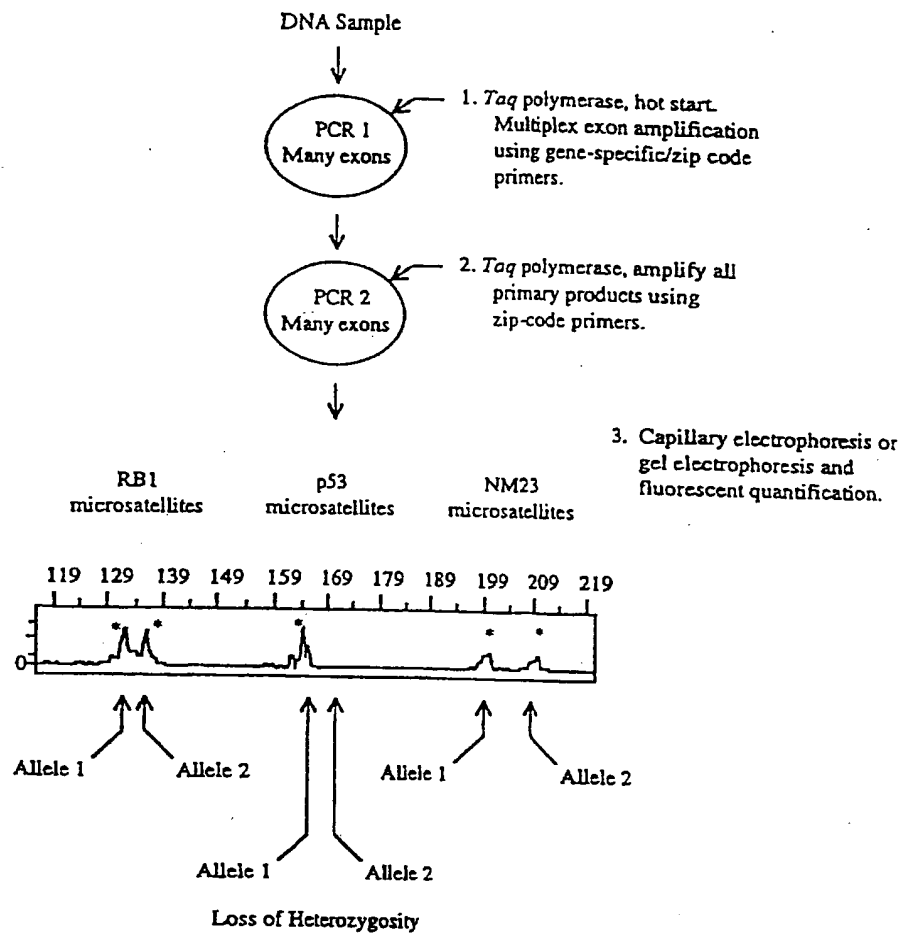 DNA Sample
PCR 1
Many exons
1. Taq polymerase, hot start.
Multiplex exon amplification
using gene-specific/zip code
primers.
PCR 2
Many exons
2. Taq polymerase, amplify all
primary products using
zip-code primers.
3. Capillary electrophoresis or
gel electrophoresis and
fluorescent quantification.
RB1
microsatellites
p53
microsatellites
NM23
microsatellites
119 129 139 149 159 169 179 189 199 209 219
* * * * *
0
Allele 1
Allele 2
Allele 1
Allele 2
Allele 1
Allele 2
Loss of Heterozygosity